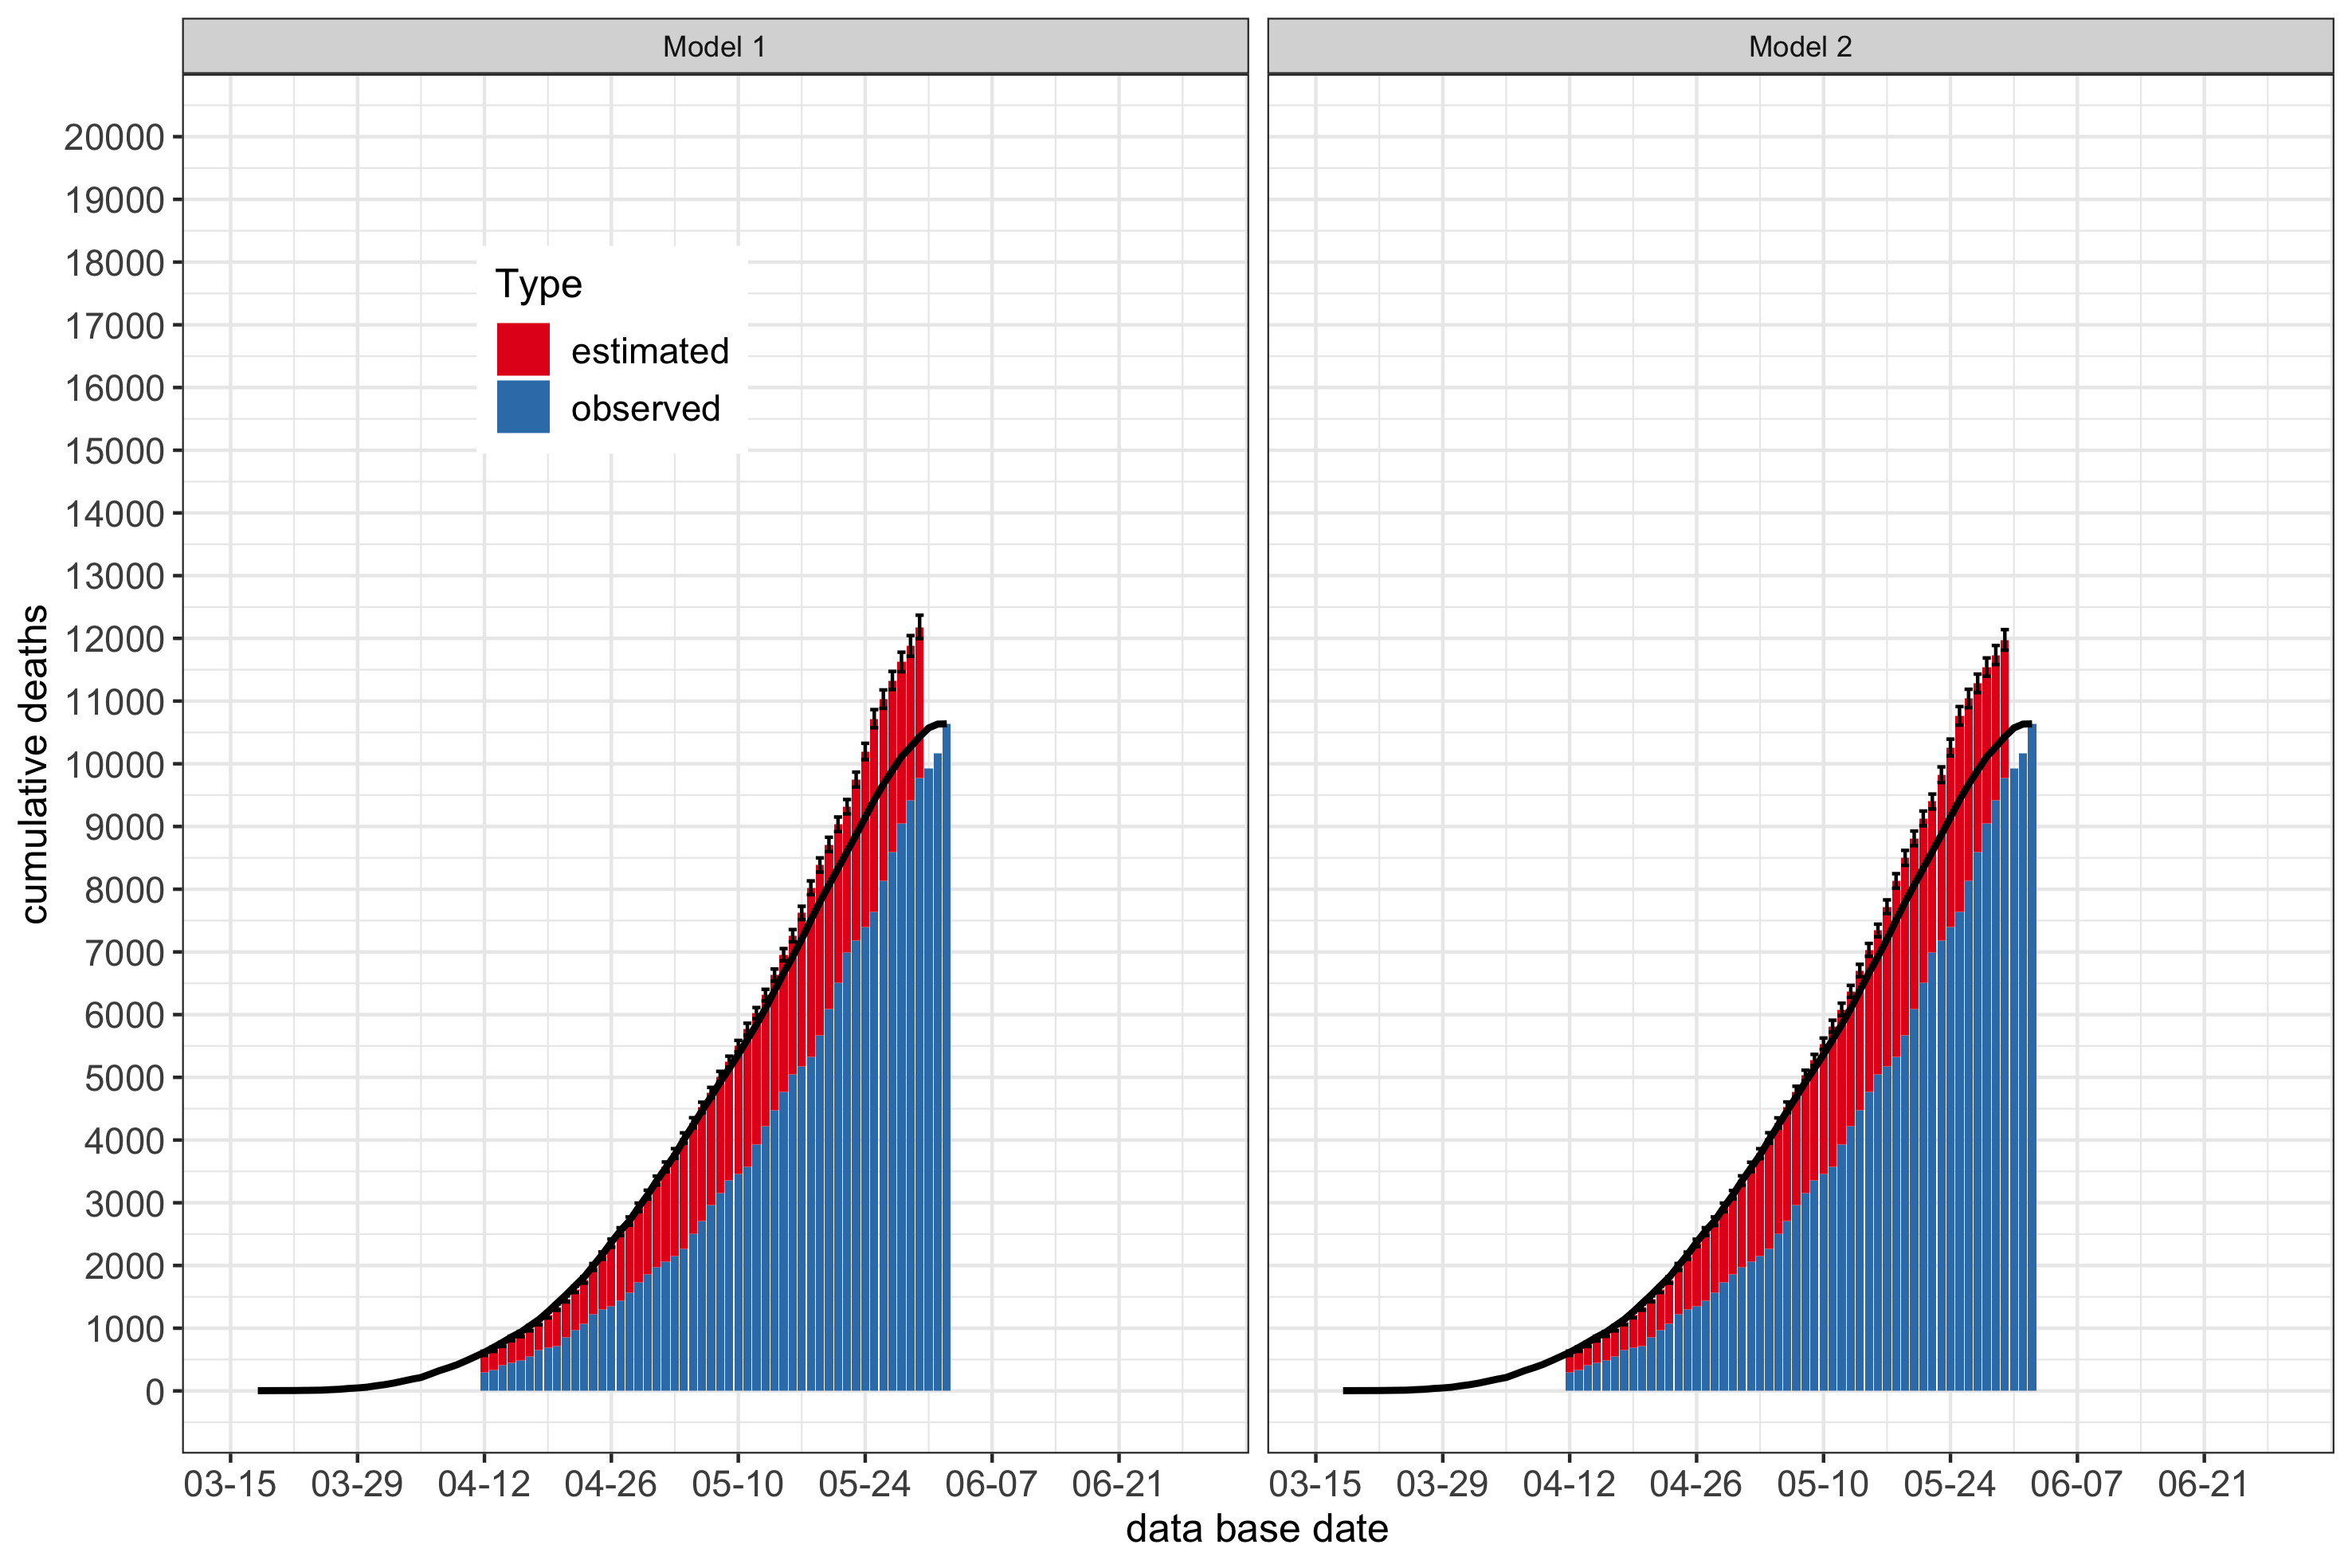 Model 1
Model 2
cumulative deaths
20000
19000
18000
17000
16000
15000
14000
13000
12000
11000
10000
9000
8000
7000
6000
5000
4000
3000
2000
1000
0
Type
estimated
observed
03-15 03-29 04-12 04-26 05-10 05-24 06-07 06-21
03-15 03-29 04-12 04-26 05-10 05-24 06-07 06-21
data base date